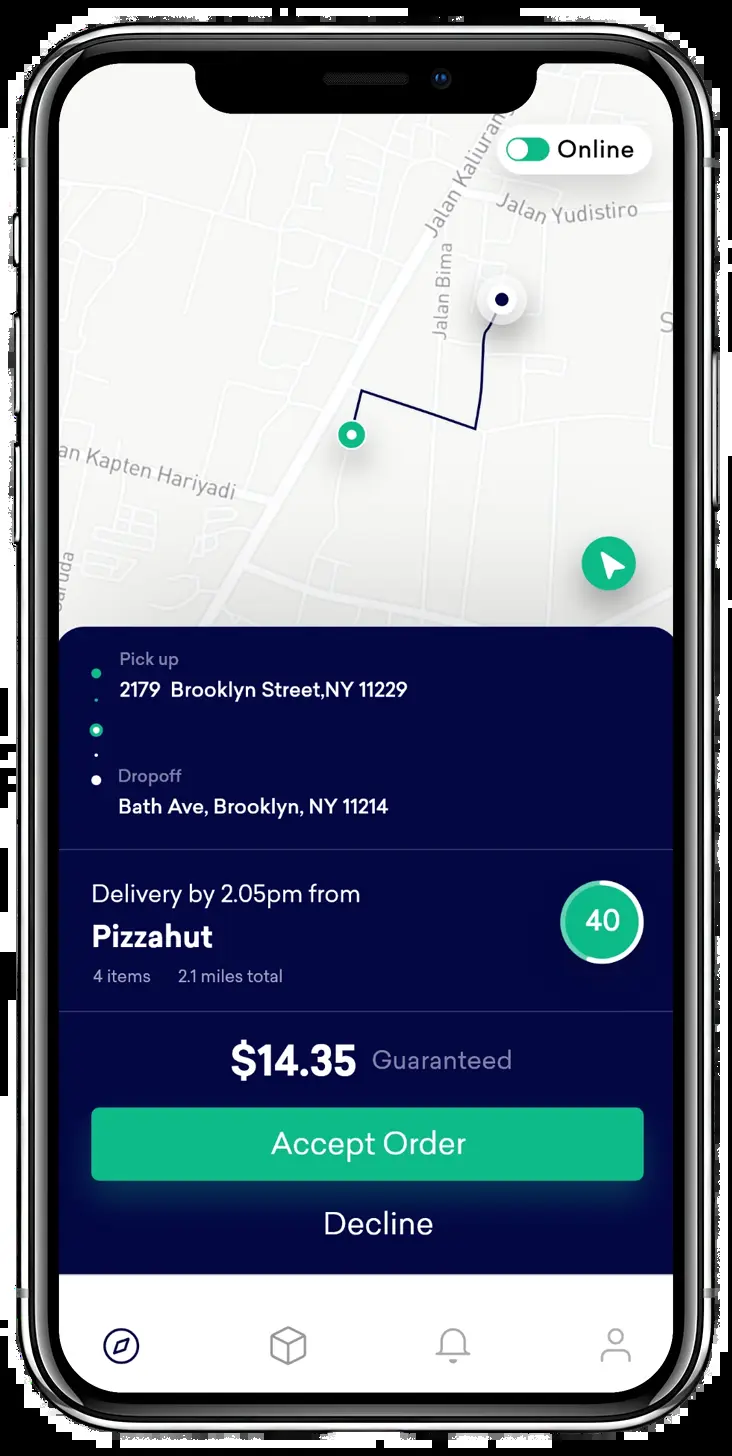 Online
Jalan Kaliurang
Jalan Yudistiro
Jalan Bima
S
an Kapten Hariyadi
aruda
Pick up
2179 Brooklyn Street,NY 11229
Dropoff
Bath Ave, Brooklyn, NY 11214
Delivery by 2.05pm from
Pizzahut
40
4 items 2.1 miles total
$14.35 Guaranteed
Accept Order
Decline